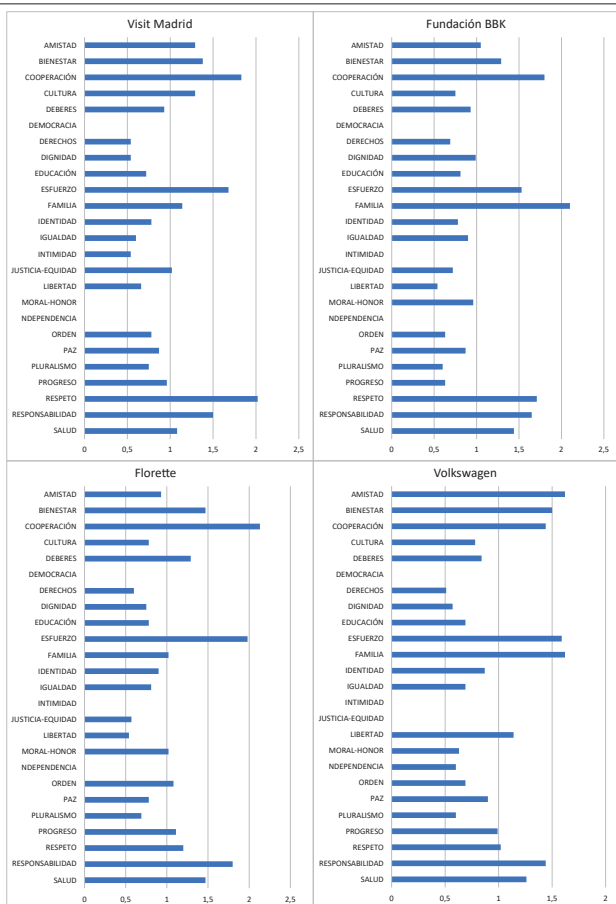 Visit Madrid
AMISTAD
BIENESTAR
COOPERACIÓN
CULTURA
DEBERES
DEMOCRACIA
DERECHOS
DIGNIDAD
EDUCACIÓN
ESFUERZO
FAMILIA
IDENTIDAD
IGUALDAD
INTIMIDAD
JUSTICIA-EQUIDAD
LIBERTAD
MORAL-HONOR
NDEPENDENCIA
ORDEN
PAZ
PLURALISMO
PROGRESO
RESPETO
RESPONSABILIDAD
SALUD
0 0,5 1 1,5 2 2,5
Fundación BBK
AMISTAD
BIENESTAR
COOPERACIÓN
CULTURA
DEBERES
DEMOCRACIA
DERECHOS
DIGNIDAD
EDUCACIÓN
ESFUERZO
FAMILIA
IDENTIDAD
IGUALDAD
INTIMIDAD
JUSTICIA-EQUIDAD
LIBERTAD
MORAL-HONOR
NDEPENDENCIA
ORDEN
PAZ
PLURALISMO
PROGRESO
RESPETO
RESPONSABILIDAD
SALUD
0 0,5 1 1,5 2 2,5
Florette
AMISTAD
BIENESTAR
COOPERACIÓN
CULTURA
DEBERES
DEMOCRACIA
DERECHOS
DIGNIDAD
EDUCACIÓN
ESFUERZO
FAMILIA
IDENTIDAD
IGUALDAD
INTIMIDAD
JUSTICIA-EQUIDAD
LIBERTAD
MORAL-HONOR
NDEPENDENCIA
ORDEN
PAZ
PLURALISMO
PROGRESO
RESPETO
RESPONSABILIDAD
SALUD
0 0,5 1 1,5 2 2,5
Volkswagen
AMISTAD
BIENESTAR
COOPERACIÓN
CULTURA
DEBERES
DEMOCRACIA
DERECHOS
DIGNIDAD
EDUCACIÓN
ESFUERZO
FAMILIA
IDENTIDAD
IGUALDAD
INTIMIDAD
JUSTICIA-EQUIDAD
LIBERTAD
MORAL-HONOR
NDEPENDENCIA
ORDEN
PAZ
PLURALISMO
PROGRESO
RESPETO
RESPONSABILIDAD
SALUD
0 0,5 1 1,5 2